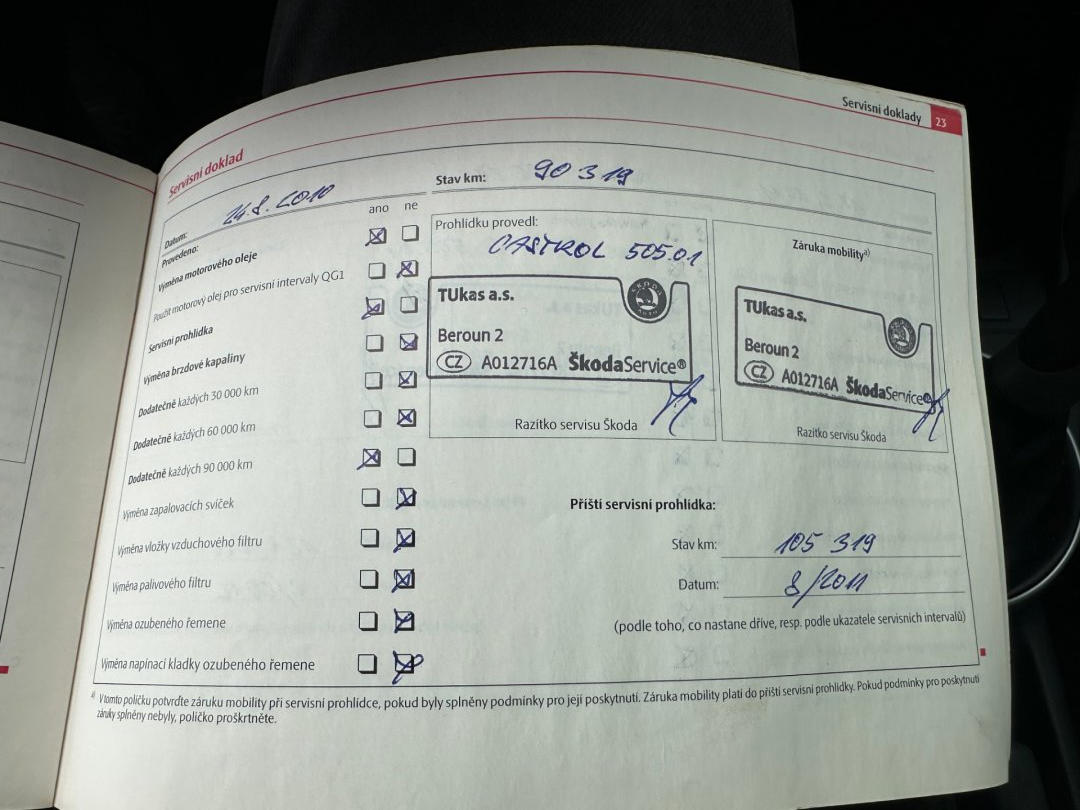 Servisní doklady 23
Servisní doklad
Datum: 24.8.2010
Stav km: 90 319
Provedeno: ano ne
Výměna motorového oleje
Použit motorový olej pro servisní intervaly QG1
Servisní prohlídka
Výměna brzdové kapaliny
Dodatečně každých 30 000 km
Dodatečně každých 60 000 km
Dodatečně každých 90 000 km
Výměna zapalovacích svíček
Výměna vložky vzduchového filtru
Výměna palivového filtru
Výměna ozubeného řemene
Výměna napínací kladky ozubeného řemene
Prohlídku provedl:
CASTROL 505.01
TUkas a.s.
ŠKODA
AUTO
Beroun 2
CZ A012716A ŠkodaService®
Razítko servisu Škoda
Záruka mobility a)
TUkas a.s.
Beroun 2
CZ A012716A ŠkodaService®
Razítko servisu Škoda
Příští servisní prohlídka:
Stav km: 105 319
Datum: 8/2011
(podle toho, co nastane dříve, resp. podle ukazatele servisních intervalů)
a) V tomto políčku potvrďte záruku mobility při servisní prohlídce, pokud byly splněny podmínky pro její poskytnutí. Záruka mobility platí do příští servisní prohlídky. Pokud podmínky pro poskytnutí
záruky splněny nebyly, políčko proškrtněte.